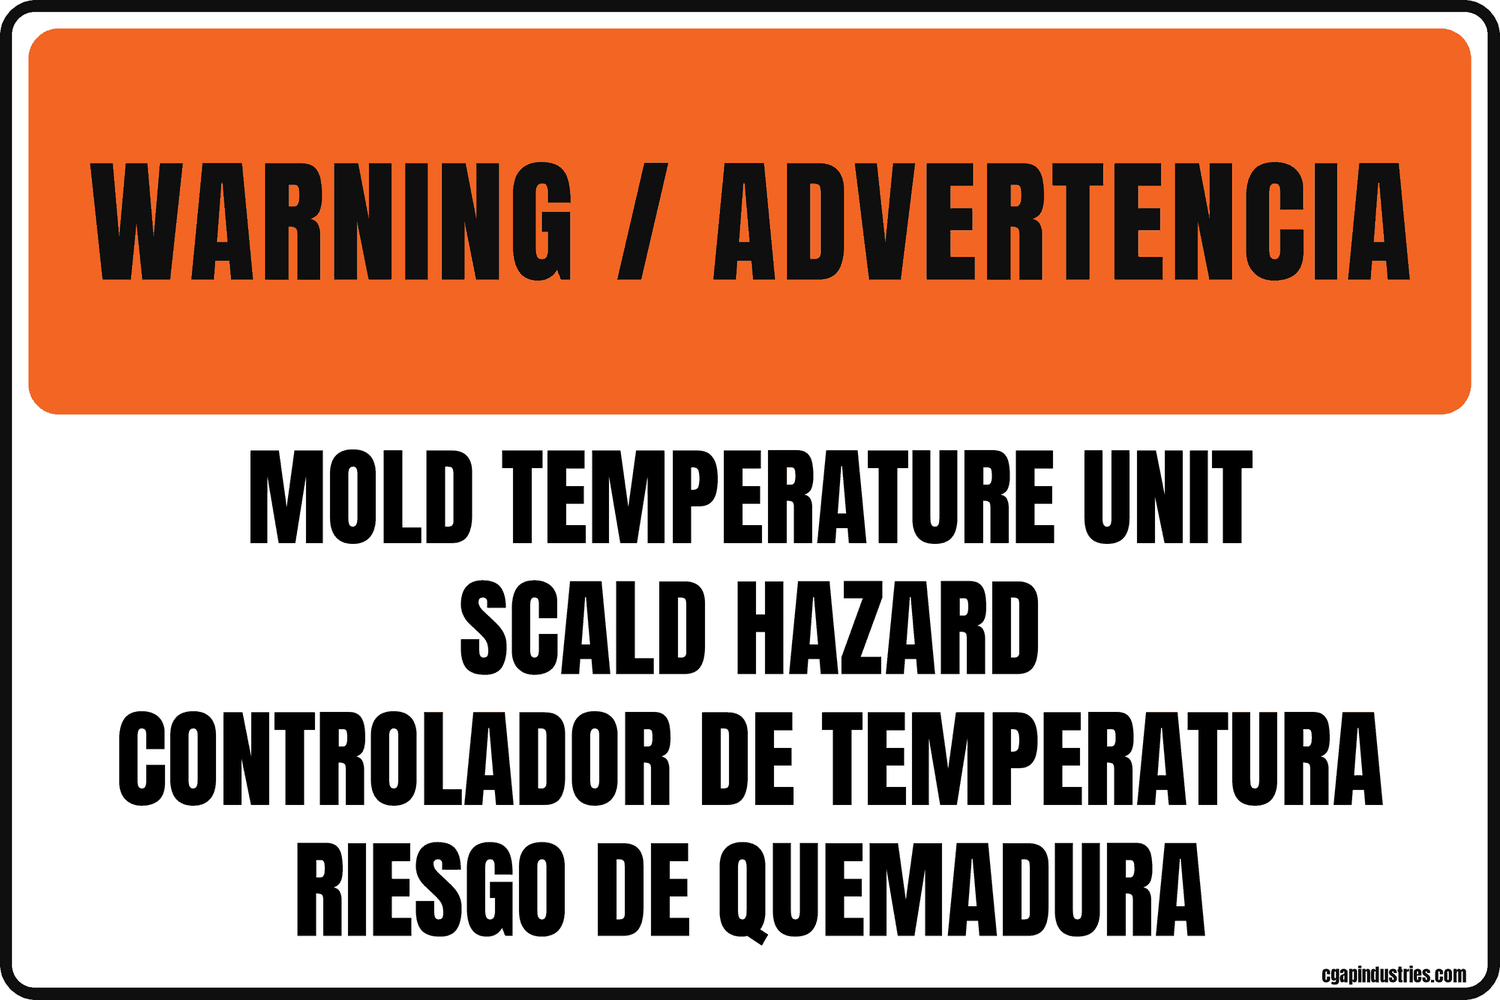 WARNING / ADVERTENCIA
MOLD TEMPERATURE UNIT
SCALD HAZARD
CONTROLADOR DE TEMPERATURA
RIESGO DE QUEMADURA
cgapindustries.com